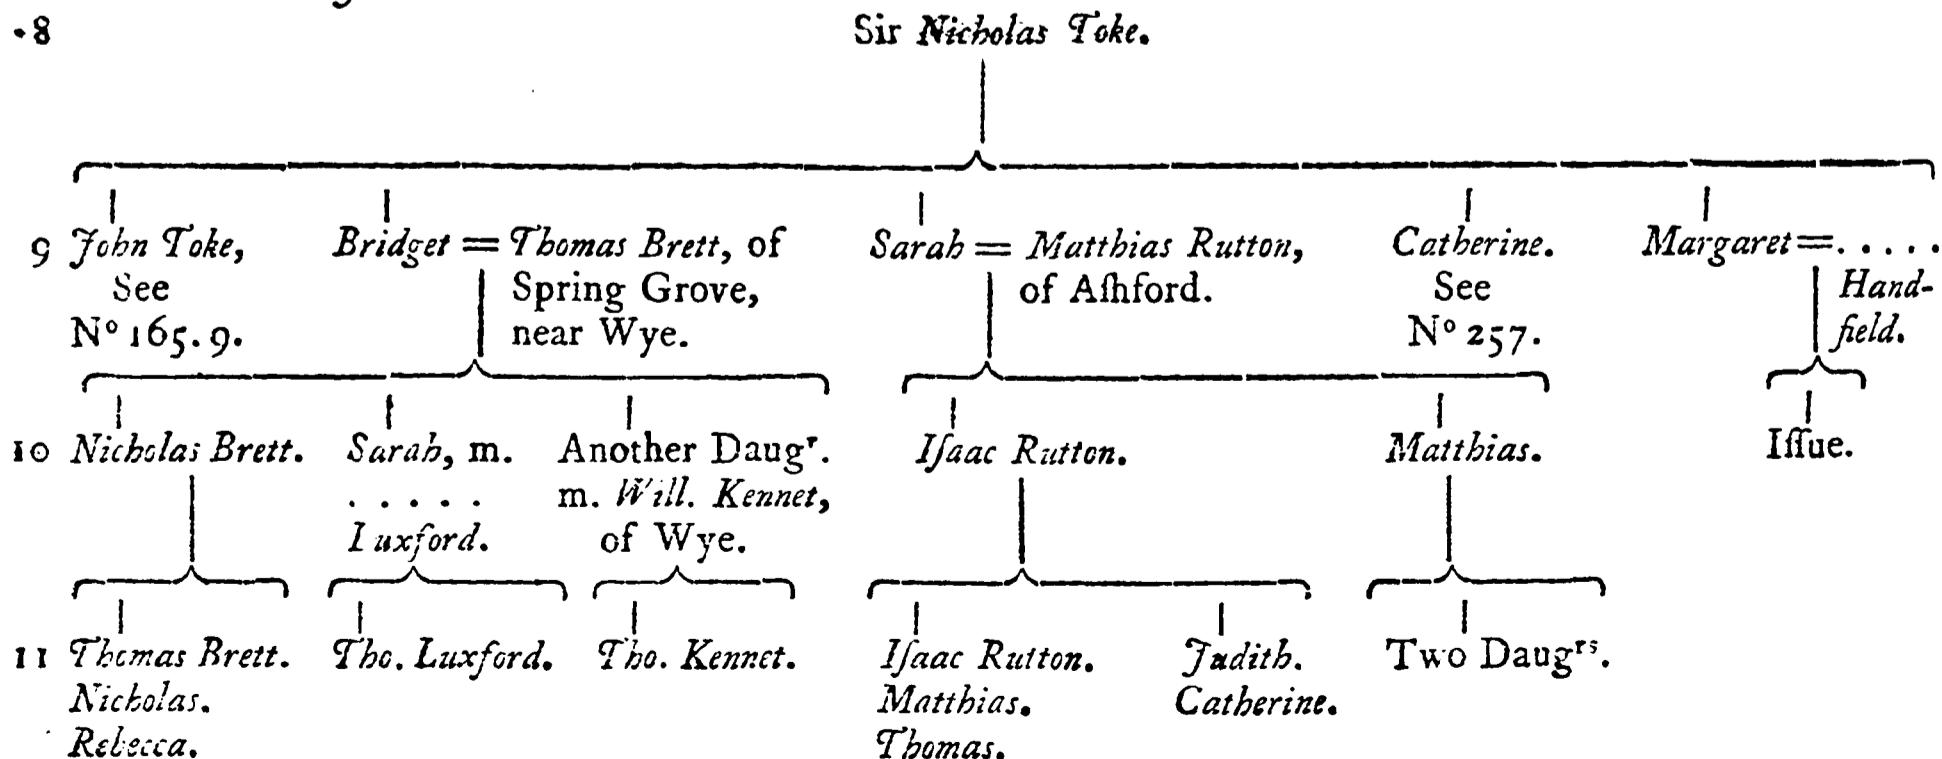 8 Sir Nicholas Toke.
9 John Toke, Bridget = Thomas Brett, of Sarah = Matthias Rutton, Catherine. Margaret = . . . . .
See Spring Grove, of Aſhford. See Hand-
Nº 165. 9. near Wye. Nº 257. field.
10 Nicholas Brett. Sarah, m. Another Daugʳ. Iſaac Rutton. Matthias. Iſſue.
. . . . . m. Will. Kennet,
Luxford. of Wye.
11 Thomas Brett. Tho. Luxford. Tho. Kennet. Iſaac Rutton. Judith. Two Daugʳˢ.
Nicholas. Matthias. Catherine.
Rebecca. Thomas.